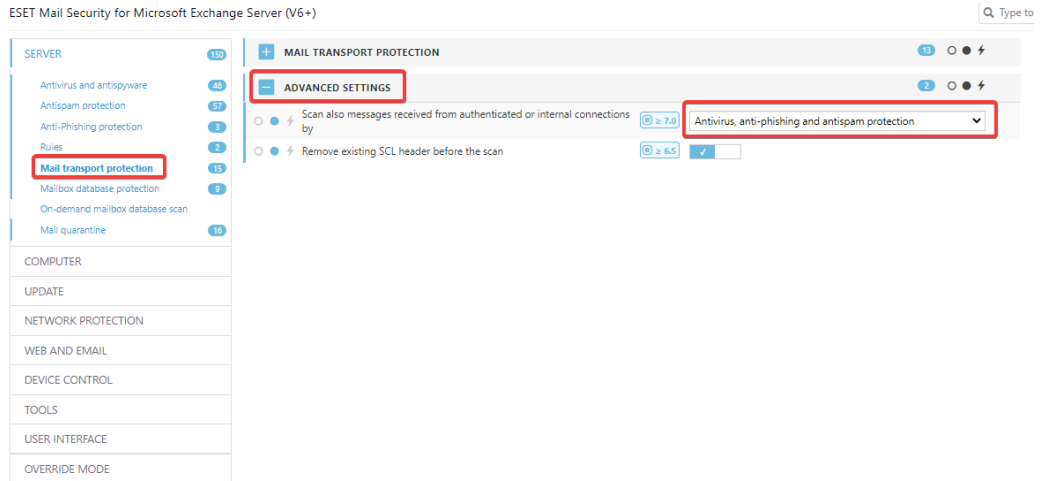 ESET Mail Security for Microsoft Exchange Server (V6+)
Type to
SERVER 150
Antivirus and antispyware 46
Antispam protection 57
Anti-Phishing protection 3
Rules 2
Mail transport protection 15
Mailbox database protection 9
On-demand mailbox database scan
Mail quarantine 16
COMPUTER
UPDATE
NETWORK PROTECTION
WEB AND EMAIL
DEVICE CONTROL
TOOLS
USER INTERFACE
OVERRIDE MODE
MAIL TRANSPORT PROTECTION 13
ADVANCED SETTINGS 2
Scan also messages received from authenticated or internal connections
by
≥ 7.0
Antivirus, anti-phishing and antispam protection
Remove existing SCL header before the scan ≥ 6.5